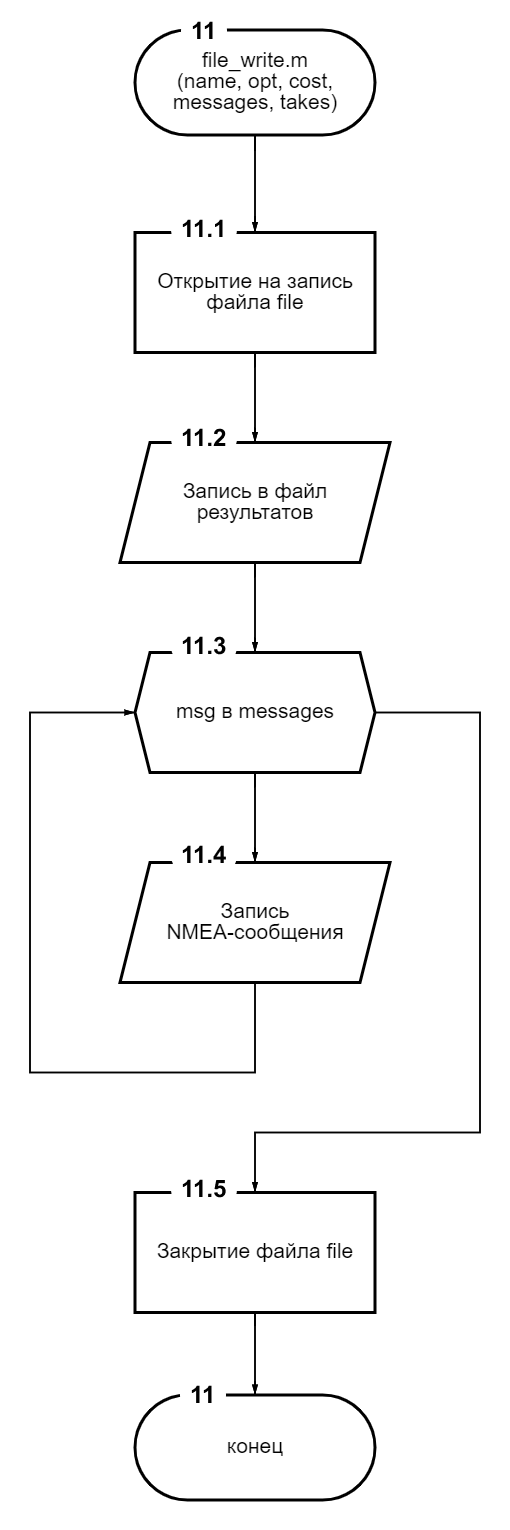 11
file_write.m
(name, opt, cost,
messages, takes)
11.1
Открытие на запись
файла file
11.2
Запись в файл
результатов
11.3
msg в messages
11.4
Запись
NMEA-сообщения
11.5
Закрытие файла file
11
конец